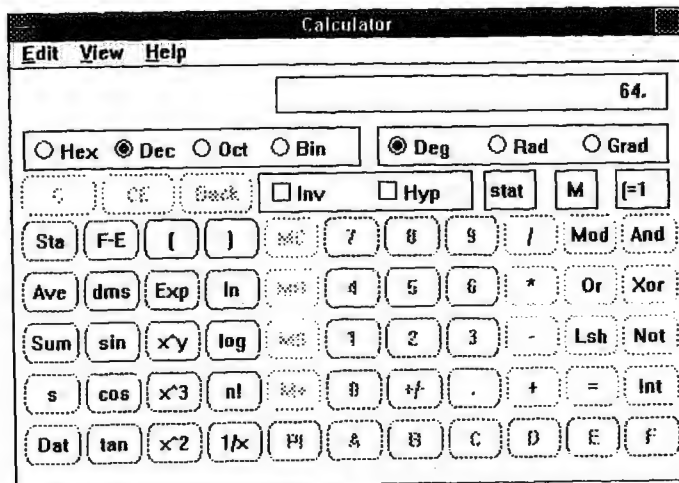 Calculator
Edit View Help
64.
Hex Dec Oct Bin Deg Rad Grad
C CE Back Inv Hyp stat M (=1
Sta F-E ( ) MC 7 8 9 / Mod And
Ave dms Exp ln MR 4 5 6 * Or Xor
Sum sin x^y log MS 1 2 3 - Lsh Not
s cos x^3 n! M+ 0 +/- . + = Int
Dat tan x^2 1/x PI A B C D E F